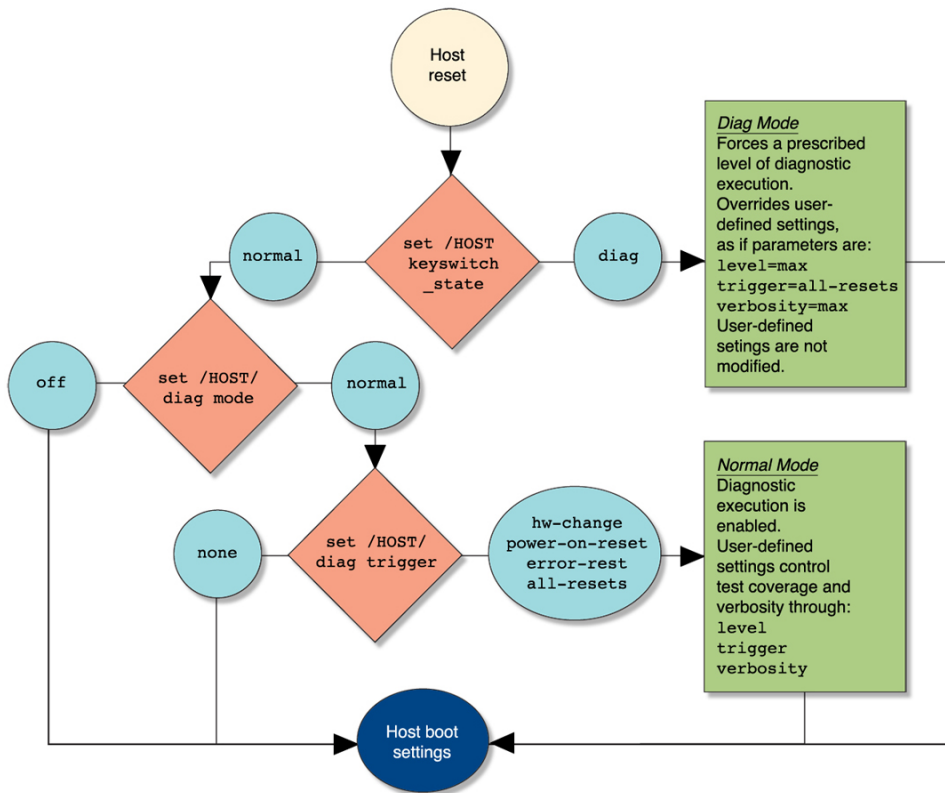 Host
reset
set /HOST
keyswitch
_state
normal
diag
Diag Mode
Forces a prescribed
level of diagnostic
execution.
Overrides user-
defined settings,
as if parameters are:
level=max
trigger=all-resets
verbosity=max
User-defined
setings are not
modified.
off
set /HOST/
diag mode
normal
none
set /HOST/
diag trigger
hw-change
power-on-reset
error-rest
all-resets
Normal Mode
Diagnostic
execution is
enabled.
User-defined
settings control
test coverage and
verbosity through:
level
trigger
verbosity
Host boot
settings